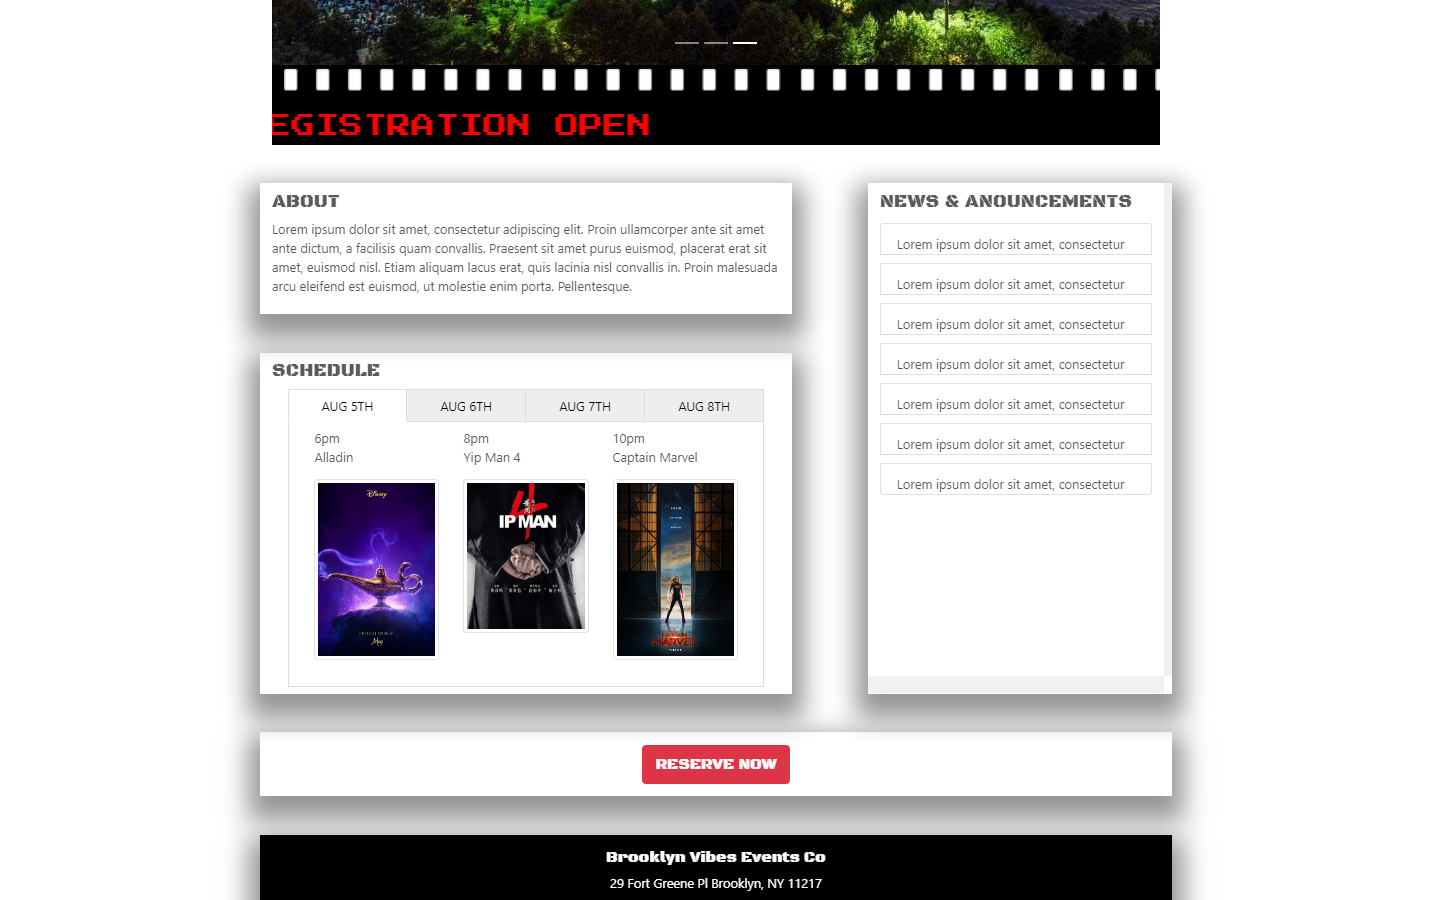 EGISTRATION OPEN
ABOUT
Lorem ipsum dolor sit amet, consectetur adipiscing elit. Proin ullamcorper ante sit amet
ante dictum, a facilisis quam convallis. Praesent sit amet purus euismod, placerat erat sit
amet, euismod nisl. Etiam aliquam lacus erat, quis lacinia nisl convallis in. Proin malesuada
arcu eleifend est euismod, ut molestie enim porta. Pellentesque.
SCHEDULE
AUG 5TH
AUG 6TH
AUG 7TH
AUG 8TH
6pm
Alladin
8pm
Yip Man 4
10pm
Captain Marvel
Disney
4
IP MAN
MARVEL
NEWS & ANOUNCEMENTS
Lorem ipsum dolor sit amet, consectetur
Lorem ipsum dolor sit amet, consectetur
Lorem ipsum dolor sit amet, consectetur
Lorem ipsum dolor sit amet, consectetur
Lorem ipsum dolor sit amet, consectetur
Lorem ipsum dolor sit amet, consectetur
Lorem ipsum dolor sit amet, consectetur
RESERVE NOW
Brooklyn Vibes Events Co
29 Fort Greene Pl Brooklyn, NY 11217